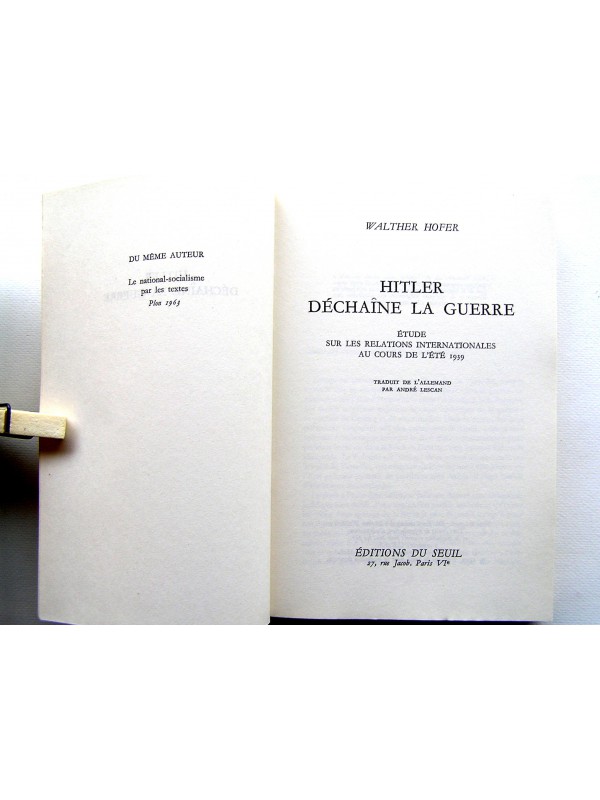 DU MÊME AUTEUR
Le national-socialisme
par les textes
Plon 1963
WALTHER HOFER
HITLER
DÉCHAÎNE LA GUERRE
ÉTUDE
SUR LES RELATIONS INTERNATIONALES
AU COURS DE L'ÉTÉ 1939
TRADUIT DE L'ALLEMAND
PAR ANDRÉ LESCAN
ÉDITIONS DU SEUIL
27, rue Jacob, Paris VIe